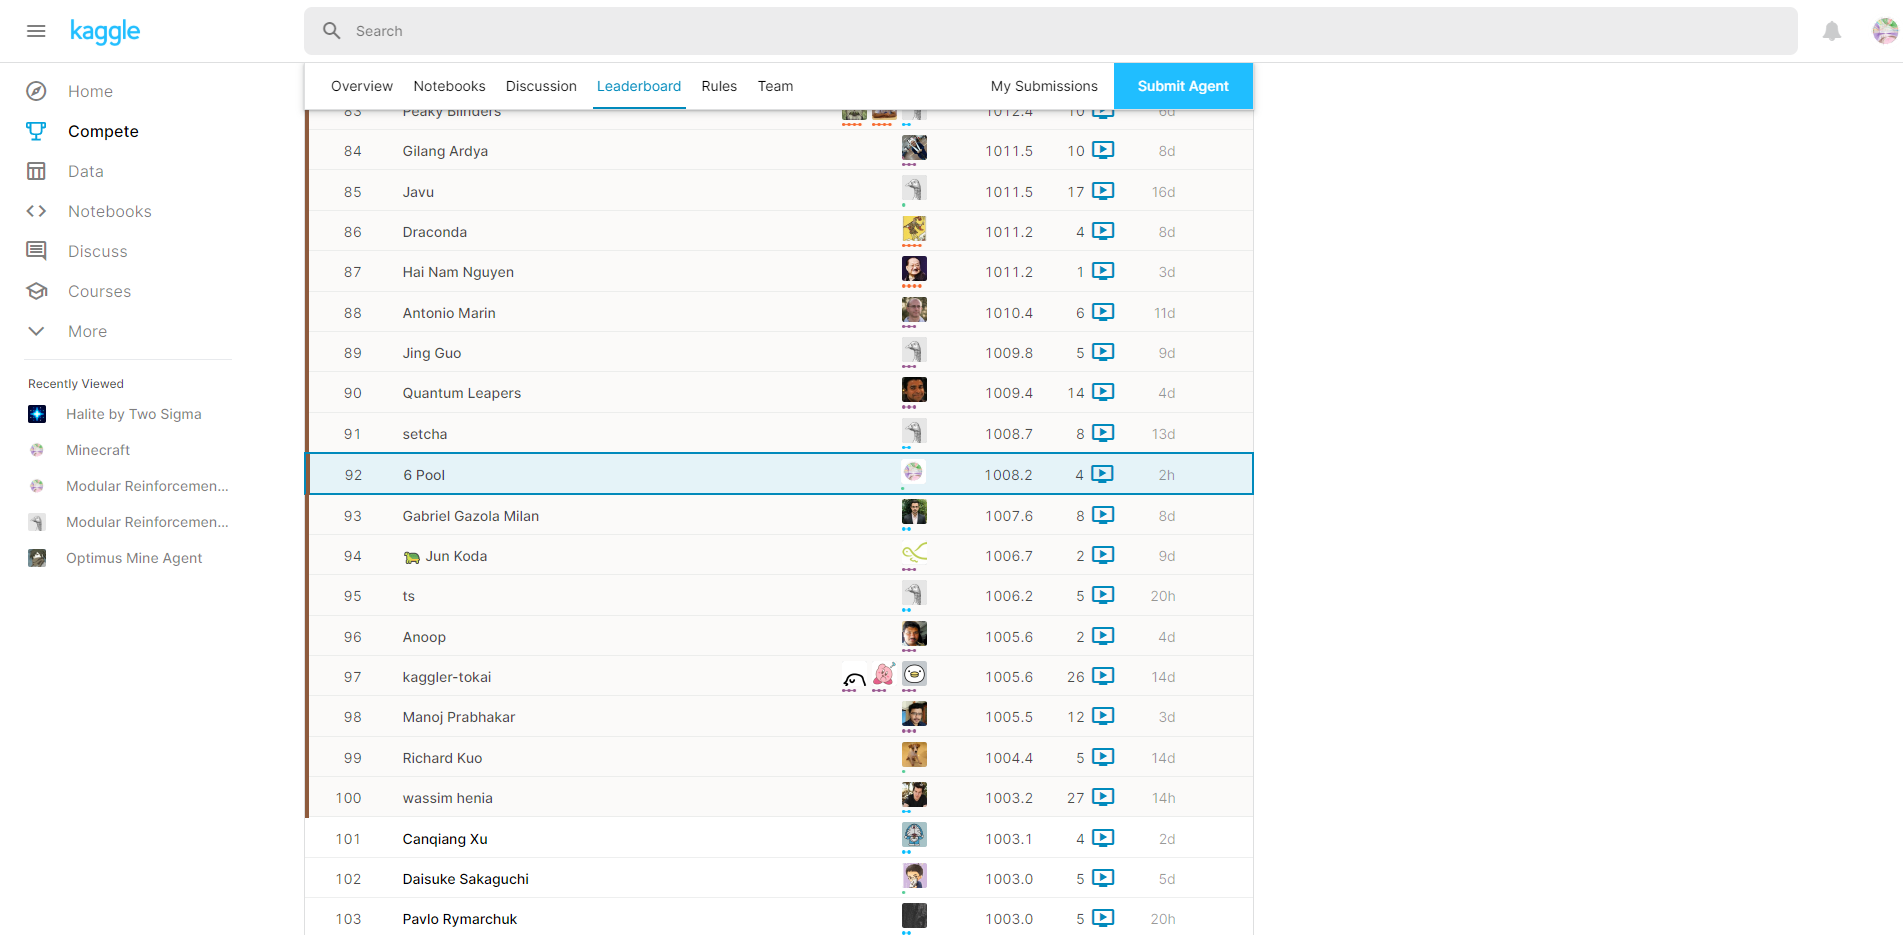 kaggle
Search
Home
Compete
Data
Notebooks
Discuss
Courses
More
Recently Viewed
Halite by Two Sigma
Minecraft
Modular Reinforcemen...
Modular Reinforcemen...
Optimus Mine Agent
Overview Notebooks Discussion Leaderboard Rules Team My Submissions Submit Agent
83 Peaky Blinders 1012.4 10 6d
84 Gilang Ardya 1011.5 10 8d
85 Javu 1011.5 17 16d
86 Draconda 1011.2 4 8d
87 Hai Nam Nguyen 1011.2 1 3d
88 Antonio Marin 1010.4 6 11d
89 Jing Guo 1009.8 5 9d
90 Quantum Leapers 1009.4 14 4d
91 setcha 1008.7 8 13d
92 6 Pool 1008.2 4 2h
93 Gabriel Gazola Milan 1007.6 8 8d
94 🐢 Jun Koda 1006.7 2 9d
95 ts 1006.2 5 20h
96 Anoop 1005.6 2 4d
97 kaggler-tokai 1005.6 26 14d
98 Manoj Prabhakar 1005.5 12 3d
99 Richard Kuo 1004.4 5 14d
100 wassim henia 1003.2 27 14h
101 Canqiang Xu 1003.1 4 2d
102 Daisuke Sakaguchi 1003.0 5 5d
103 Pavlo Rymarchuk 1003.0 5 20h